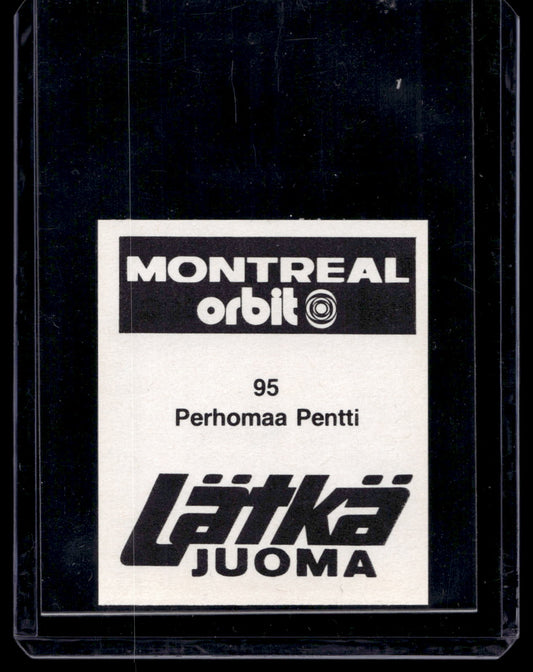 MONTREAL
orbit
95
Perhomaa Pentti
Lätkä
JUOMA